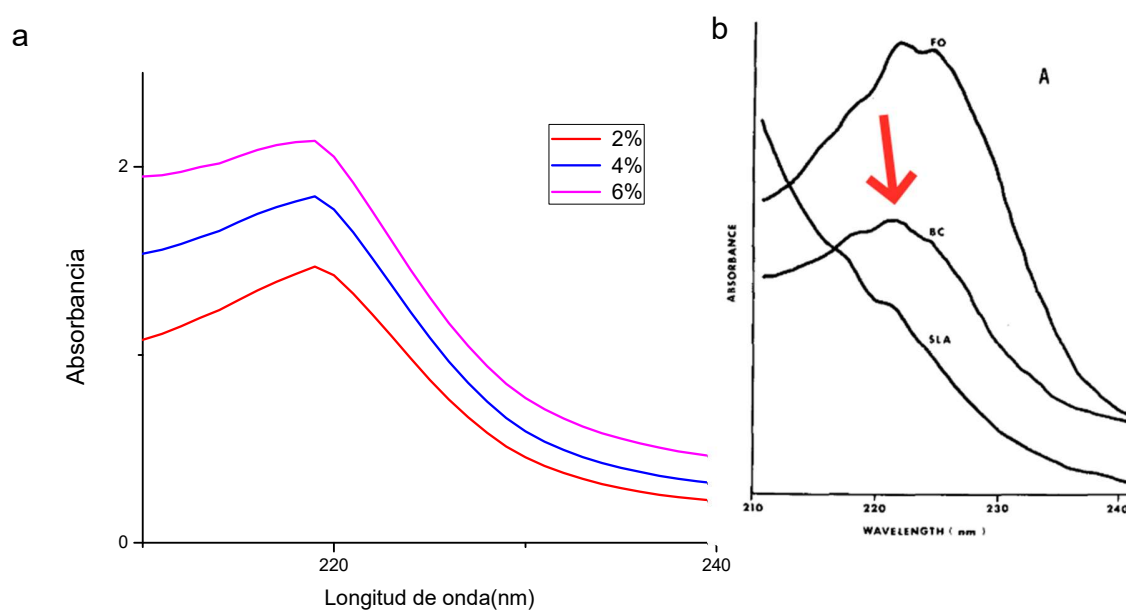 a
Absorbancia
2
0
220
240
Longitud de onda(nm)
2%
4%
6%
b
A
FO
BC
SLA
ABSORBANCE
210
220
230
240
WAVELENGTH ( nm )